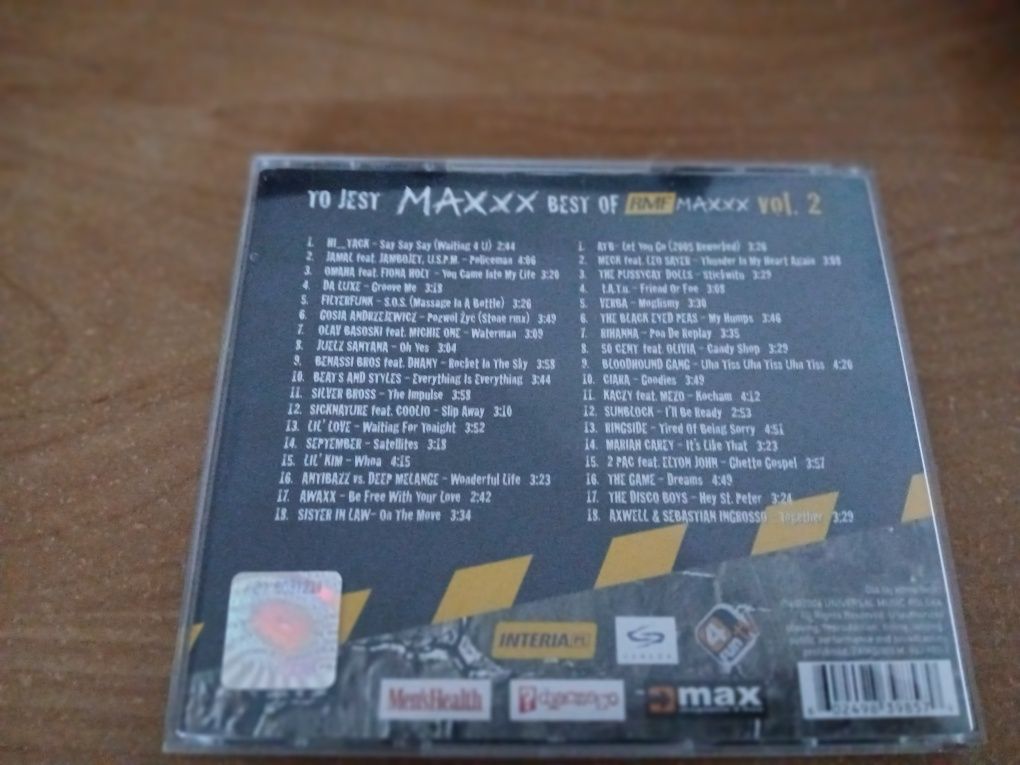 TO JEST MAXXX BEST OF RMF MAXXX vol. 2
1. HI_TACK - Say Say Say (Waiting 4 U) 2:44
2. JAMAL feat. JAMBOJET, U.S.P.M. - Policeman 4:06
3. OMAHA feat. FIONA HOLT - You Came Into My Life 3:20
4. DA LUXE - Groove Me 3:18
5. FILTERFUNK - S.O.S. (Massage In A Bottle) 3:26
6. GOSIA ANDRZEJEWICZ - Pozwól Żyć (Stone rmx) 3:49
7. OLAV BASOSKI feat. MICHIE ONE - Waterman 3:09
8. JUELZ SANTANA - Oh Yes 3:04
9. BENASSI BROS feat. DHANY - Rocket In The Sky 3:58
10. BEATS AND STYLES - Everything Is Everything 3:44
11. SILVER BROSS - The Impulse 3:58
12. SICKNATURE feat. COOLIO - Slip Away 3:10
13. LIL' LOVE - Waiting For Tonight 3:52
14. SEPTEMBER - Satellites 3:18
15. LIL' KIM - Whoa 4:15
16. ANTIBAZZ vs. DEEP MELANGE - Wonderful Life 3:23
17. AWAXX - Be Free With Your Love 2:42
18. SISTER IN LAW - On The Move 3:34
1. ATB - Let You Go (2005 Reworked) 3:26
2. MECK feat. LEO SAYER - Thunder In My Heart Again
3. THE PUSSYCAT DOLLS - Stickwitu 3:29
4. T.A.T.u. - Friend Or Foe 3:08
5. VERBA - Mogliśmy 3:30
6. THE BLACK EYED PEAS - My Humps 3:46
7. RIHANNA - Pon De Replay 3:35
8. 50 CENT feat. OLIVIA - Candy Shop 3:29
9. BLOODHOUND GANG - Uhn Tiss Uhn Tiss Uhn Tiss 4:20
10. CIARA - Goodies 3:49
11. KACZY feat. MEZO - Kocham 4:12
12. SUNBLOCK - I'll Be Ready 2:53
13. RINGSIDE - Tired Of Being Sorry 4:51
14. MARIAH CAREY - It's Like That 3:23
15. 2 PAC feat. ELTON JOHN - Ghetto Gospel 3:57
16. THE GAME - Dreams 4:49
17. THE DISCO BOYS - Hey St. Peter 3:24
18. AXWELL & SEBASTIAN INGROSSO - Together 3:29
UNIVERSAL MUSIC POLSKA
INTERIA.PL
4FUN.TV
Men'sHealth
max